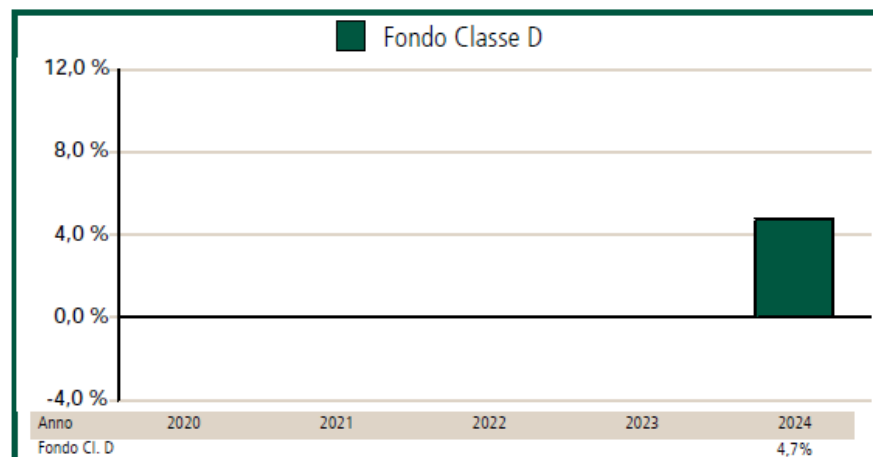 Fondo Classe D
12,0 %
8,0 %
4,0 %
0,0 %
-4,0 %
Anno 2020 2021 2022 2023 2024
Fondo Cl. D 4,7%